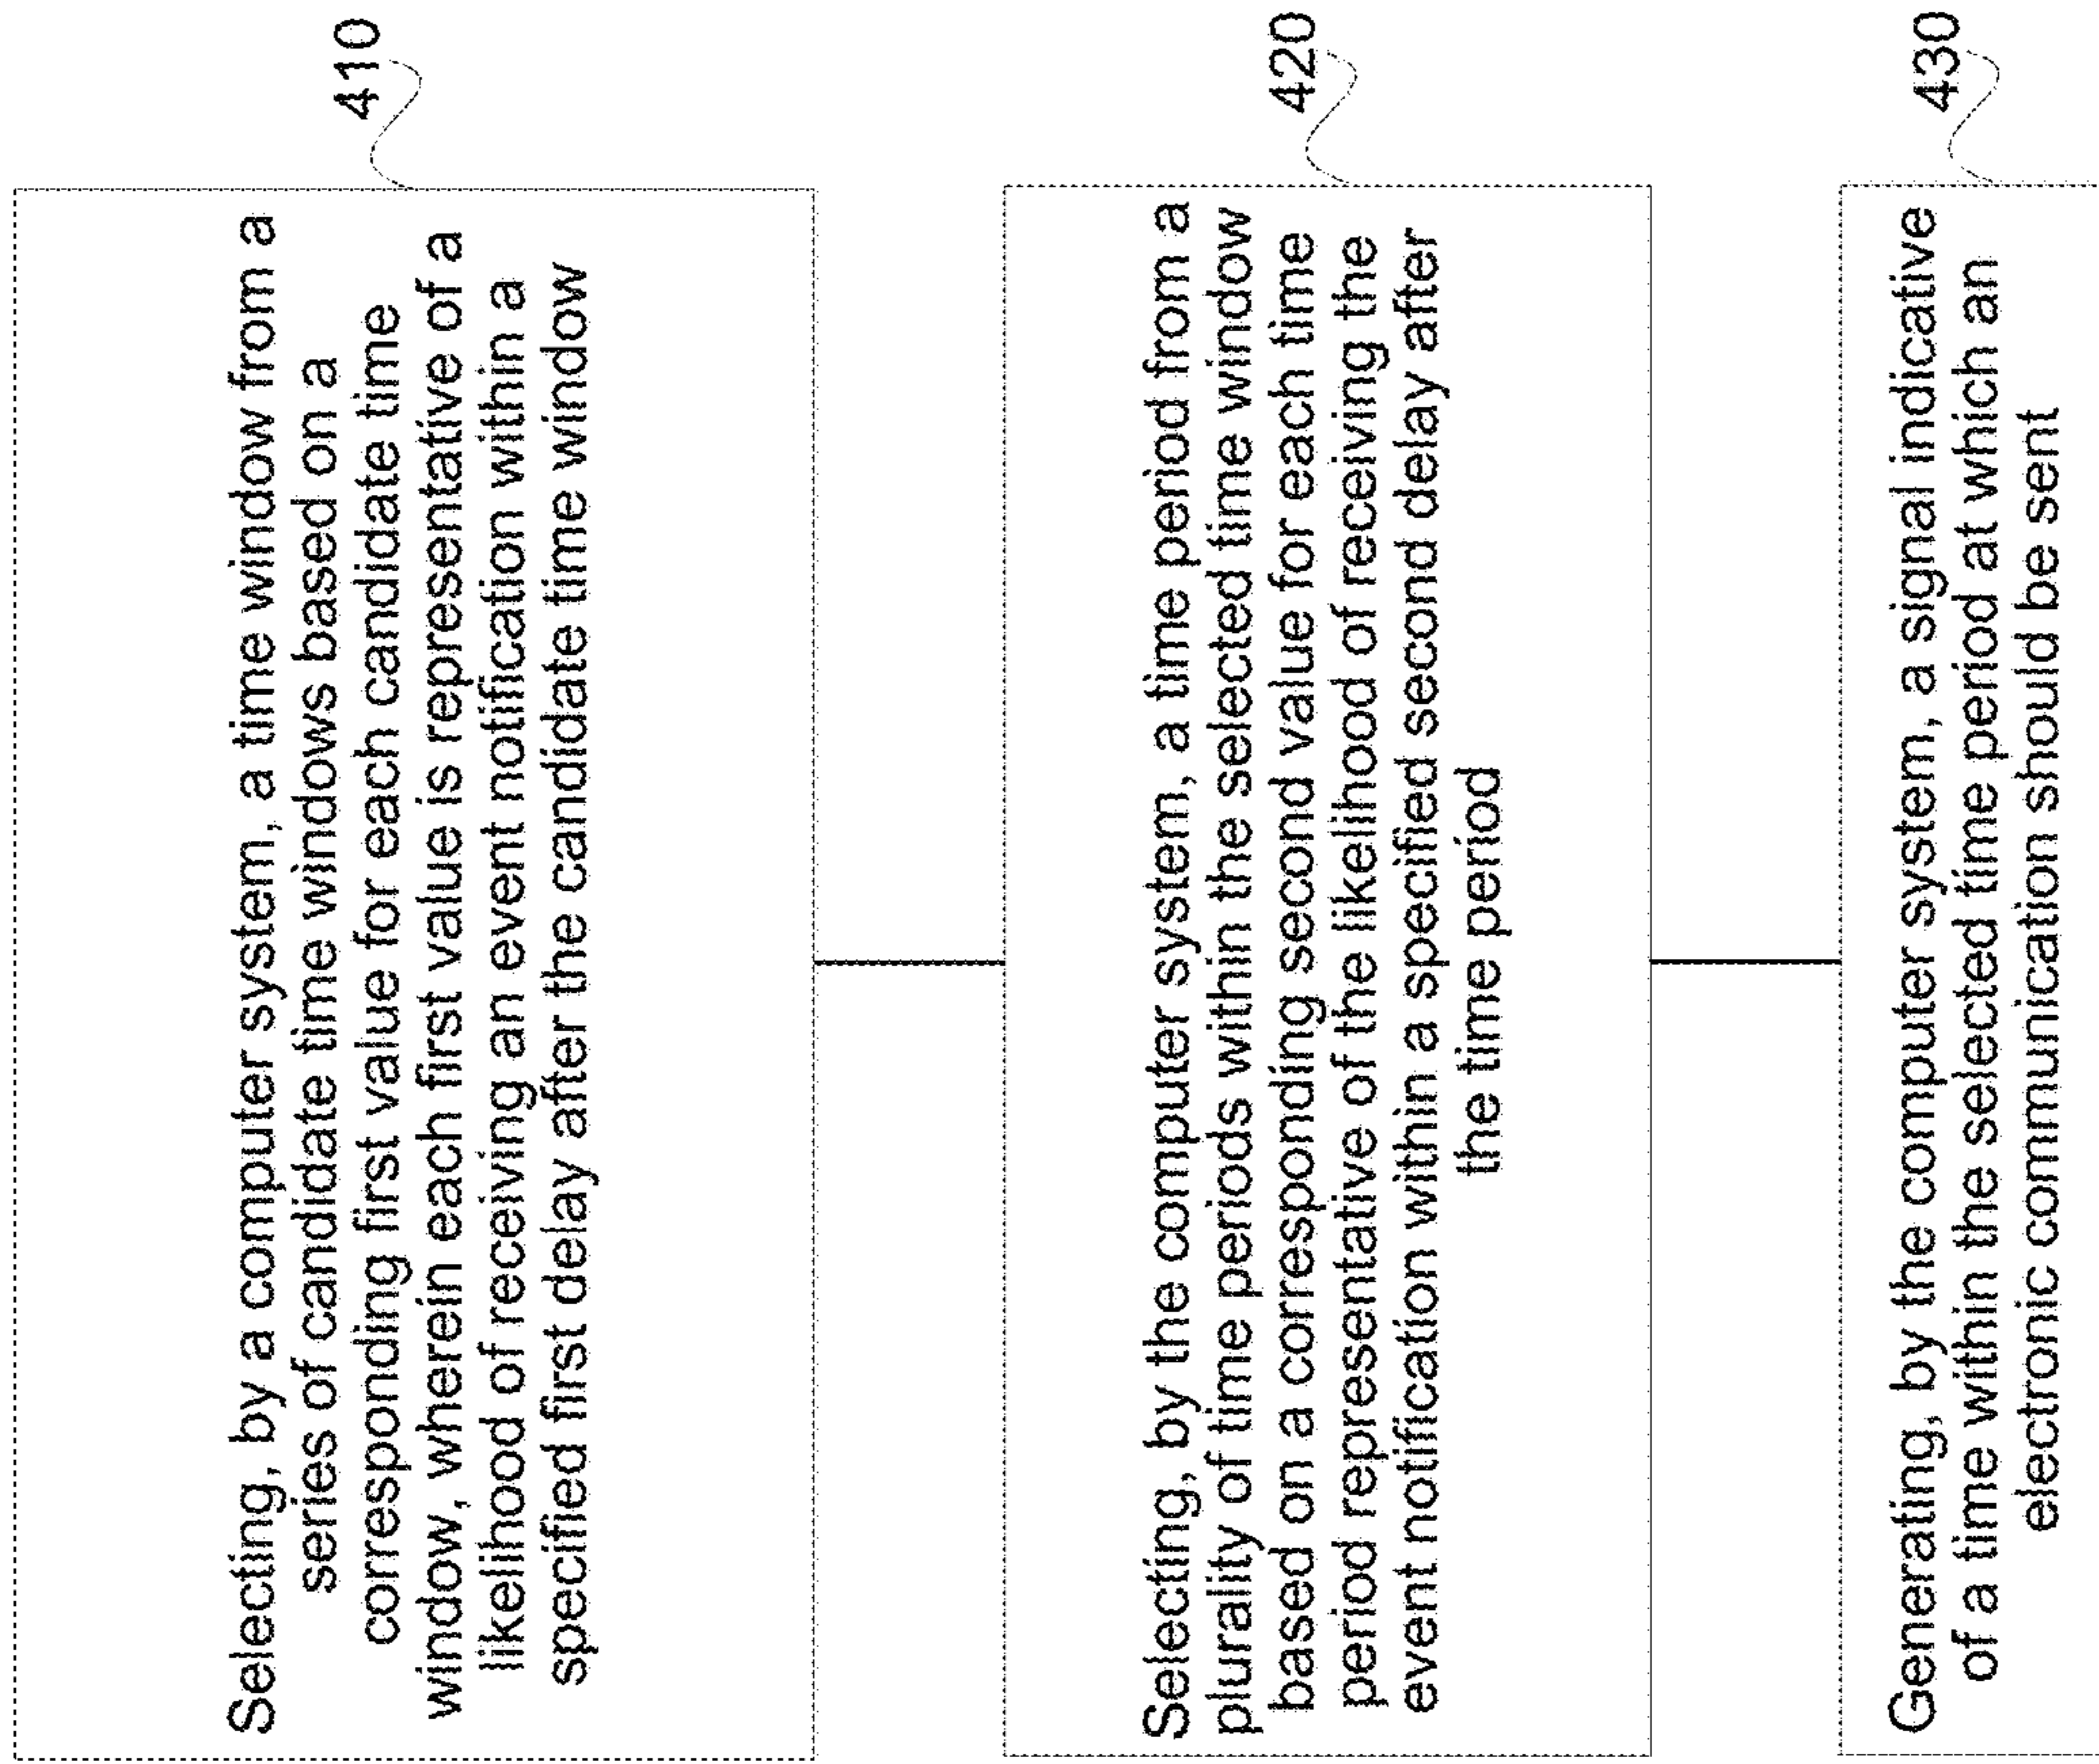 Selecting, by a computer system, a time window from a
series of candidate time windows based on a
corresponding first value for each candidate time
window, wherein each first value is representative of a
likelihood of receiving an event notification within a
specified first delay after the candidate time window
410
Selecting, by the computer system, a time period from a
plurality of time periods within the selected time window
based on a corresponding second value for each time
period representative of the likelihood of receiving the
event notification within a specified second delay after
the time period
420
Generating, by the computer system, a signal indicative
of a time within the selected time period at which an
electronic communication should be sent
430